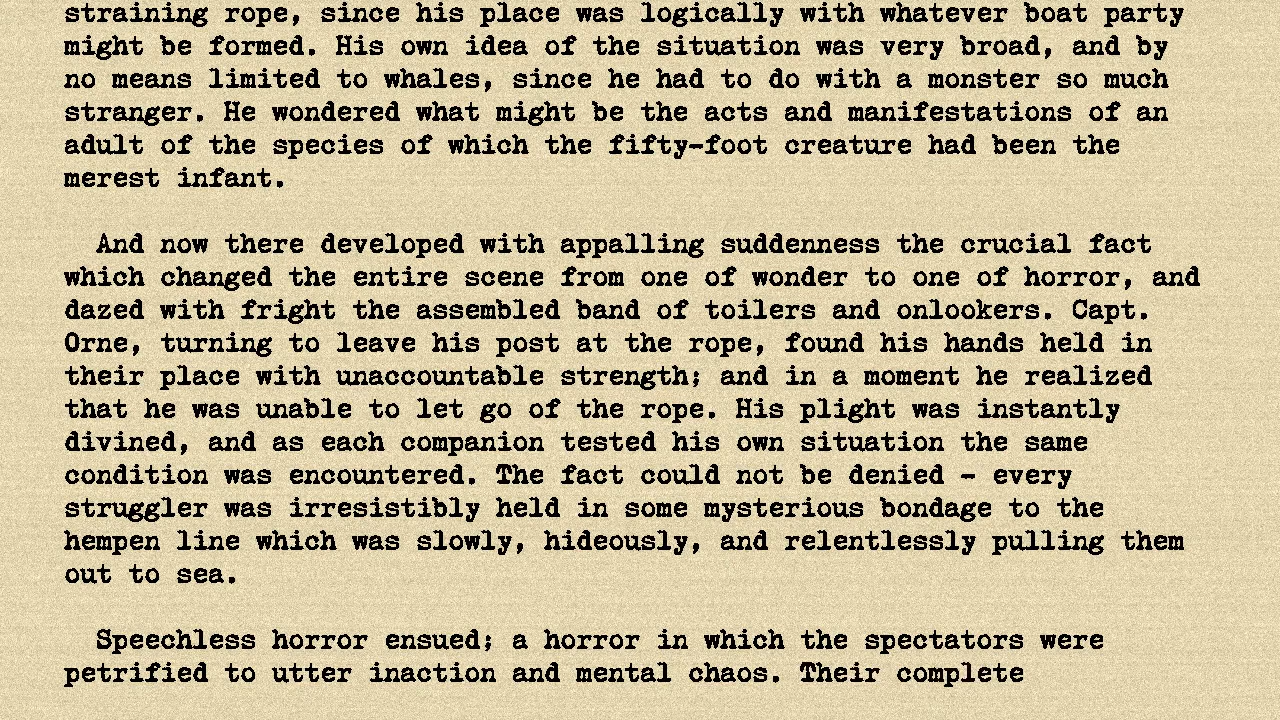 straining rope, since his place was logically with whatever boat party
might be formed. His own idea of the situation was very broad, and by
no means limited to whales, since he had to do with a monster so much
stranger. He wondered what might be the acts and manifestations of an
adult of the species of which the fifty-foot creature had been the
merest infant.
And now there developed with appalling suddenness the crucial fact
which changed the entire scene from one of wonder to one of horror, and
dazed with fright the assembled band of toilers and onlookers. Capt.
Orne, turning to leave his post at the rope, found his hands held in
their place with unaccountable strength; and in a moment he realized
that he was unable to let go of the rope. His plight was instantly
divined, and as each companion tested his own situation the same
condition was encountered. The fact could not be denied - every
struggler was irresistibly held in some mysterious bondage to the
hempen line which was slowly, hideously, and relentlessly pulling them
out to sea.
Speechless horror ensued; a horror in which the spectators were
petrified to utter inaction and mental chaos. Their complete